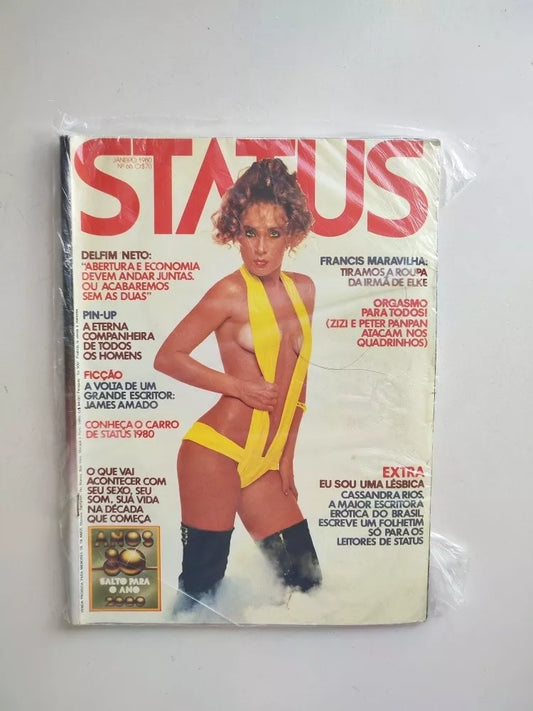 JANEIRO 1980
Nº 66 Cr$70
STATUS
DELFIM NETO:
"ABERTURA E ECONOMIA
DEVEM ANDAR JUNTAS.
OU ACABAREMOS
SEM AS DUAS"
PIN-UP
A ETERNA
COMPANHEIRA
DE TODOS
OS HOMENS
FICÇÃO
A VOLTA DE UM
GRANDE ESCRITOR:
JAMES AMADO
CONHEÇA O CARRO
DE STATUS 1980
O QUE VAI
ACONTECER COM
SEU SEXO, SEU
SOM, SUA VIDA
NA DÉCADA
QUE COMEÇA
ANOS
80
SALTO PARA
O ANO
2000
FRANCIS MARAVILHA:
TIRAMOS A ROUPA
DA IRMÃ DE ELKE
ORGASMO
PARA TODOS!
(ZIZI E PETER PANPAN
ATACAM NOS
QUADRINHOS)
EXTRA
EU SOU UMA LÉSBICA
CASSANDRA RIOS,
A MAIOR ESCRITORA
ERÓTICA DO BRASIL,
ESCREVE UM FOLHETIM
SÓ PARA OS
LEITORES DE STATUS